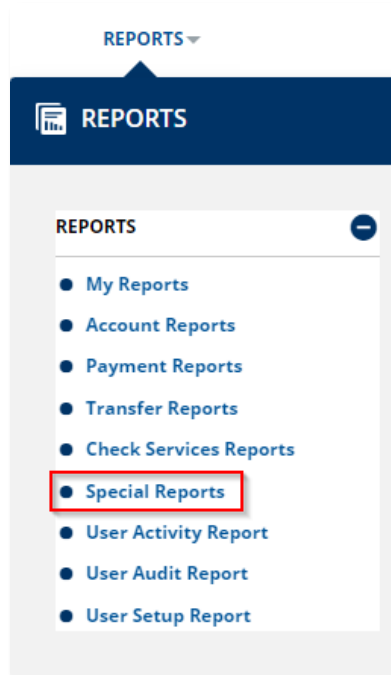 REPORTS
REPORTS
REPORTS
My Reports
Account Reports
Payment Reports
Transfer Reports
Check Services Reports
Special Reports
User Activity Report
User Audit Report
User Setup Report